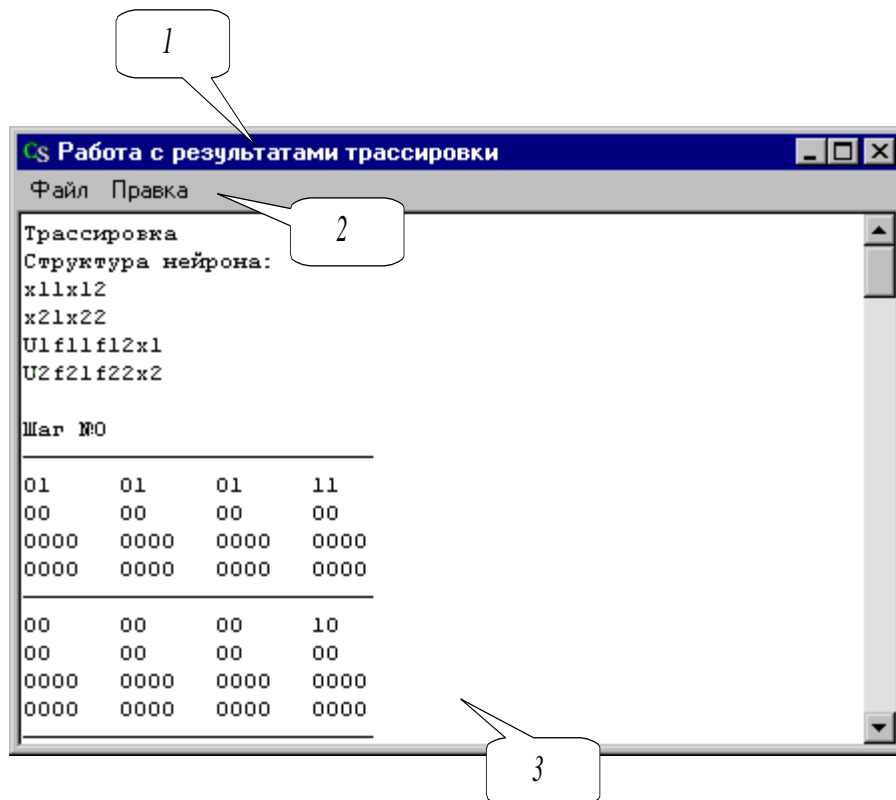 1
Cs Работа с результатами трассировки
Файл Правка
2
Трассировка
Структура нейрона:
x11x12
x21x22
U1f11f12x1
U2f21f22x2
Шаг №0
01 01 01 11
00 00 00 00
0000 0000 0000 0000
0000 0000 0000 0000
00 00 00 10
00 00 00 00
0000 0000 0000 0000
0000 0000 0000 0000
3